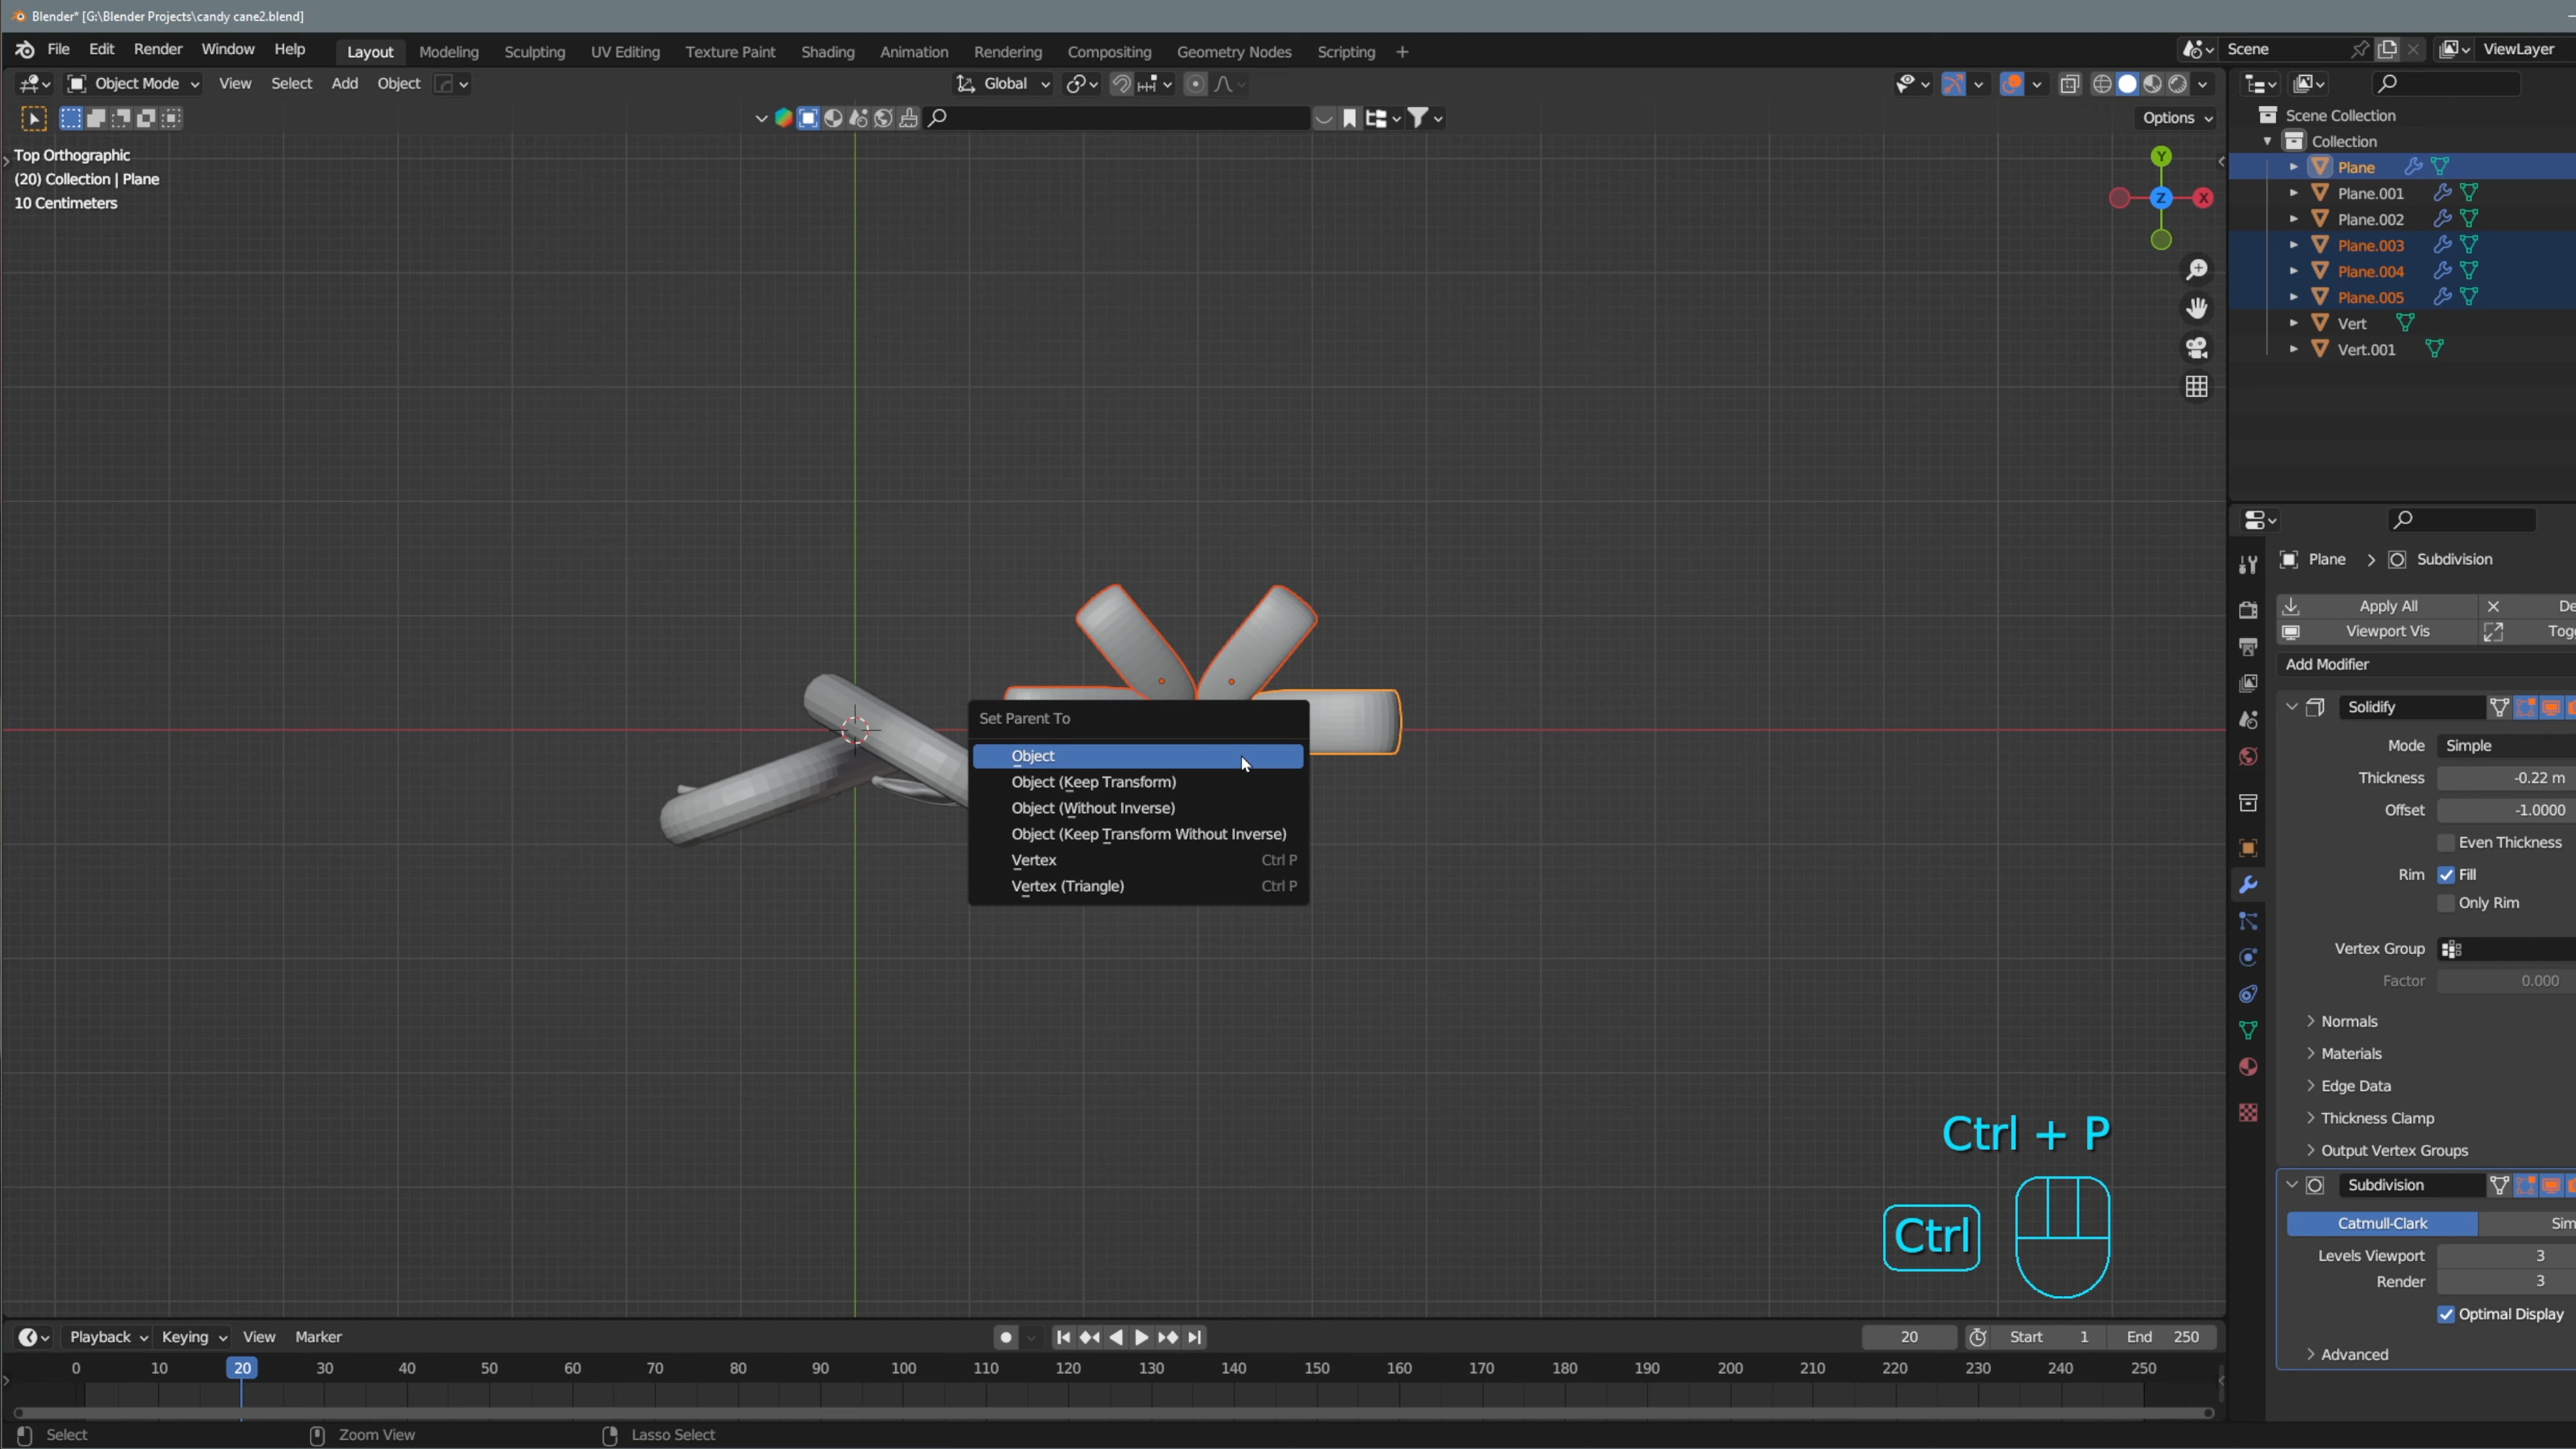 Blender* [G:\Blender Projects\candy cane2.blend]
File Edit Render Window Help Layout Modeling Sculpting UV Editing Texture Paint Shading Animation Rendering Compositing Geometry Nodes Scripting + Scene ViewLayer
Object Mode View Select Add Object Global
Options
Top Orthographic
(20) Collection | Plane
10 Centimeters
Y
Z
X
Scene Collection
Collection
Plane
Plane.001
Plane.002
Plane.003
Plane.004
Plane.005
Vert
Vert.001
Set Parent To
Object
Object (Keep Transform)
Object (Without Inverse)
Object (Keep Transform Without Inverse)
Vertex Ctrl P
Vertex (Triangle) Ctrl P
Plane > Subdivision
Apply All De
Viewport Vis Tog
Add Modifier
Solidify
Mode Simple
Thickness -0.22 m
Offset -1.0000
Even Thickness
Rim Fill
Only Rim
Vertex Group
Factor 0.000
Normals
Materials
Edge Data
Thickness Clamp
Output Vertex Groups
Subdivision
Catmull-Clark Sim
Levels Viewport 3
Render 3
Optimal Display
Advanced
Ctrl + P
Ctrl
Playback Keying View Marker 20 Start 1 End 250
0 10 20 30 40 50 60 70 80 90 100 110 120 130 140 150 160 170 180 190 200 210 220 230 240 250
Select Zoom View Lasso Select